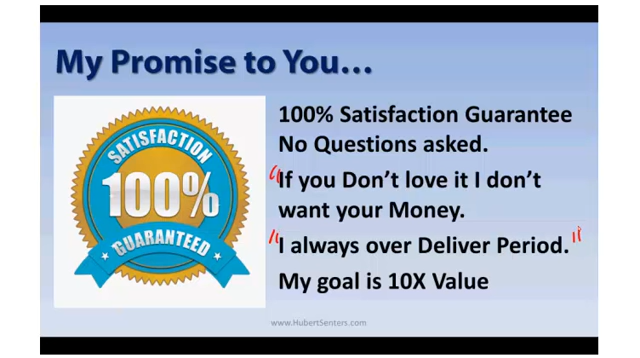 My Promise to You...
SATISFACTION
100%
GUARANTEED
100% Satisfaction Guarantee
No Questions asked.
"If you Don't love it I don't
want your Money.
"I always over Deliver Period."
My goal is 10X Value
www.HubertSenters.com